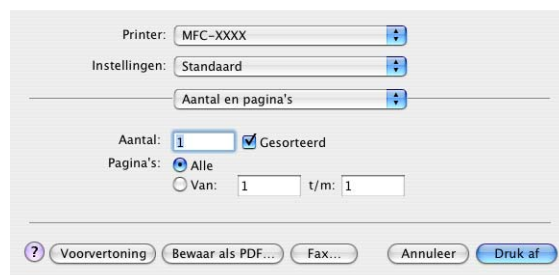 Printer: MFC-XXXX
Instellingen: Standaard
Aantal en pagina's
Aantal: 1 Gesorteerd
Pagina's: Alle
Van: 1 t/m: 1
? Voorvertoning Bewaar als PDF... Fax... Annuleer Druk af